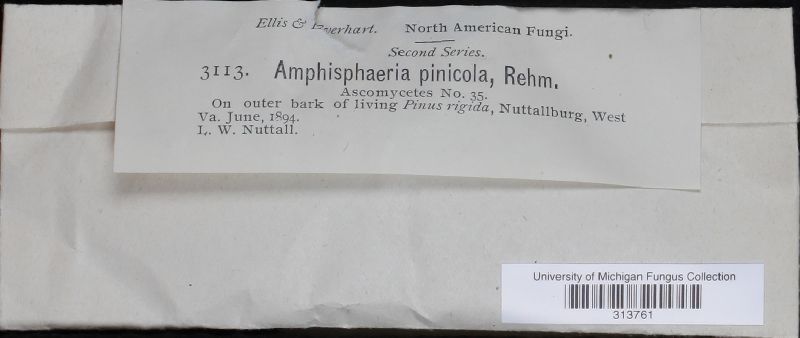 Ellis & Everhart. North American Fungi.
Second Series.
3113. Amphisphaeria pinicola, Rehm.
Ascomycetes No. 35.
On outer bark of living Pinus rigida, Nuttallburg, West
Va. June, 1894.
L. W. Nuttall.
University of Michigan Fungus Collection
313761